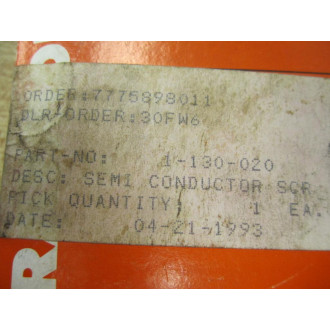 ORDER:7775898011
DLR-ORDER:30FW6
PART-NO: 1-130-020
DESC: SEMI CONDUCTOR SCR
PICK QUANTITY: 1 EA.
DATE: 04-21-1993